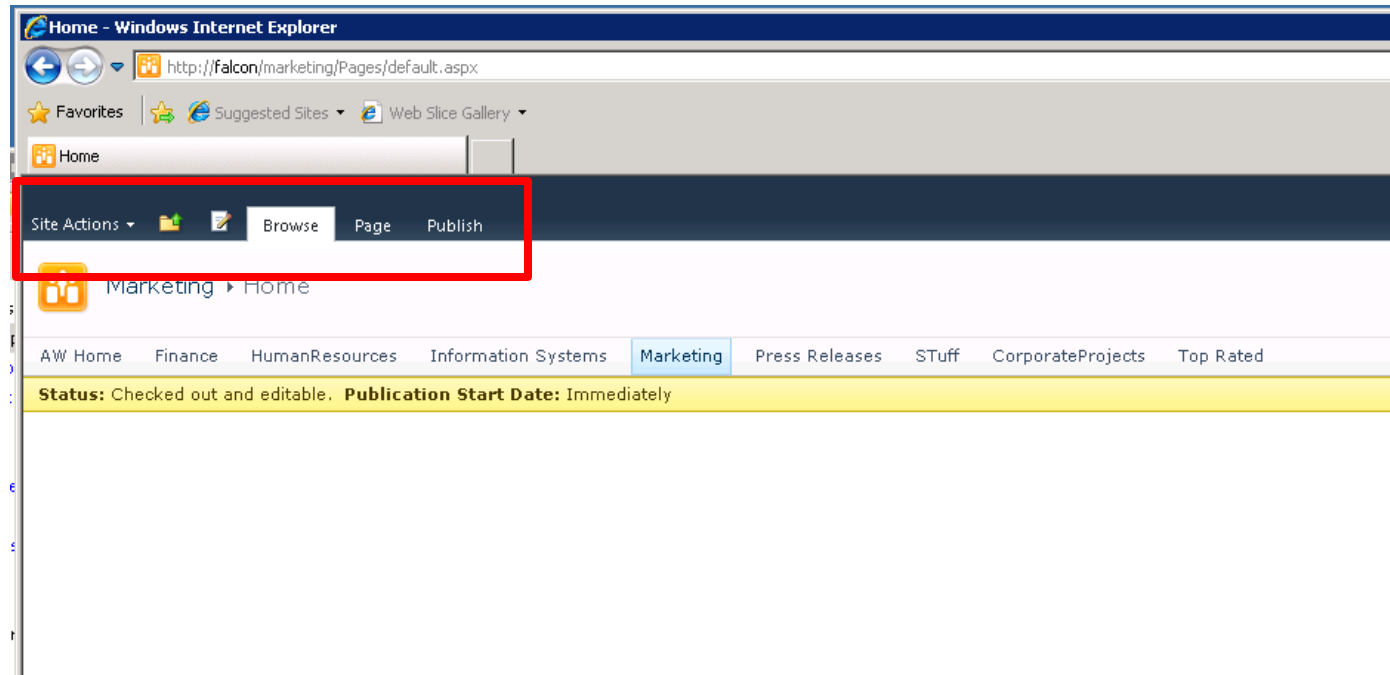 Home - Windows Internet Explorer
http://falcon/marketing/Pages/default.aspx
Favorites Suggested Sites Web Slice Gallery
Home
Site Actions Browse Page Publish
Marketing Home
AW Home Finance HumanResources Information Systems Marketing Press Releases STuff CorporateProjects Top Rated
Status: Checked out and editable. Publication Start Date: Immediately